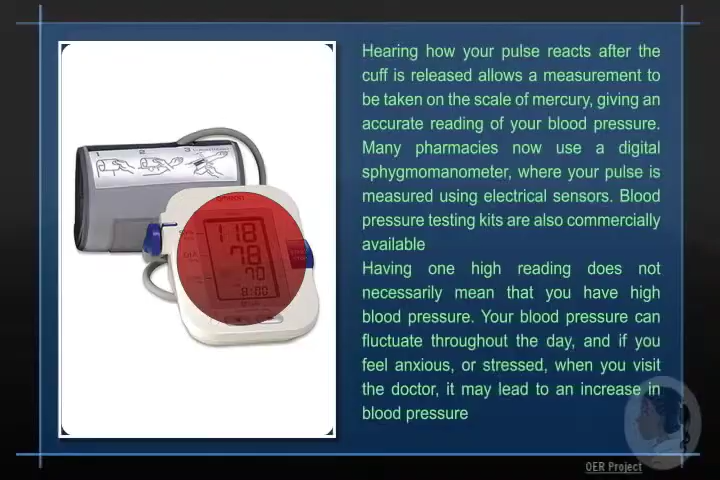 Hearing how your pulse reacts after the
cuff is released allows a measurement to
be taken on the scale of mercury, giving an
accurate reading of your blood pressure.
Many pharmacies now use a digital
sphygmomanometer, where your pulse is
measured using electrical sensors. Blood
pressure testing kits are also commercially
available
Having one high reading does not
necessarily mean that you have high
blood pressure. Your blood pressure can
fluctuate throughout the day, and if you
feel anxious, or stressed, when you visit
the doctor, it may lead to an increase in
blood pressure
1 2 3
OMRON
118
78
70
8:00
OER Project